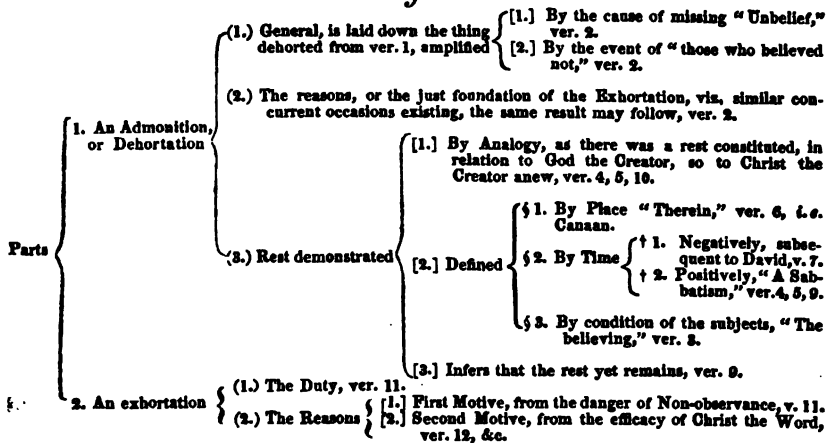 (1.) General, is laid down the thing
dehorted from ver. 1, amplified
[1.] By the cause of missing "Unbelief,"
ver. 2.
[2.] By the event of "those who believed
not," ver. 2.
(2.) The reasons, or the just foundation of the Exhortation, viz. similar con-
current occasions existing, the same result may follow, ver. 2.
1. An Admonition,
or Dehortation
[1.] By Analogy, as there was a rest constituted, in
relation to God the Creator, so to Christ the
Creator anew, ver. 4, 5, 10.
Parts
(3.) Rest demonstrated
[2.] Defined
§ 1. By Place "Therein," ver. 6, i.e.
Canaan.
§ 2. By Time
† 1. Negatively, subse-
quent to David, v. 7.
† 2. Positively, "A Sab-
batism," ver. 4, 5, 9.
§ 3. By condition of the subjects, "The
believing," ver. 3.
[3.] Infers that the rest yet remains, ver. 9.
2. An exhortation
(1.) The Duty, ver. 11.
(2.) The Reasons
[1.] First Motive, from the danger of Non-observance, v. 11.
[2.] Second Motive, from the efficacy of Christ the Word,
ver. 12, &c.